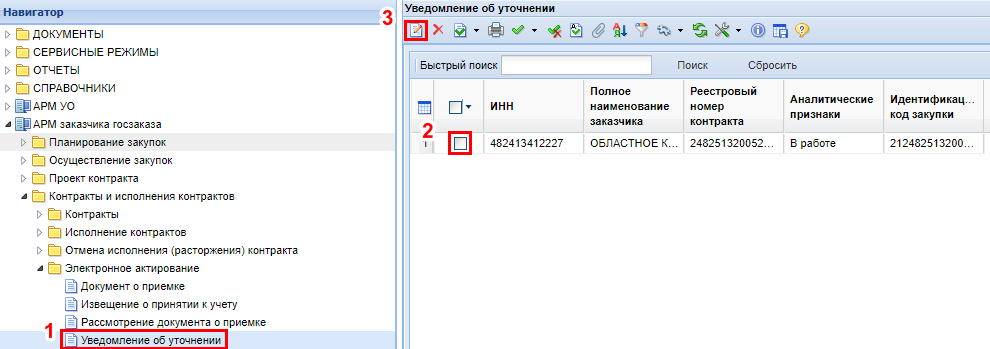 Навигатор
ДОКУМЕНТЫ
СЕРВИСНЫЕ РЕЖИМЫ
ОТЧЕТЫ
СПРАВОЧНИКИ
АРМ УО
АРМ заказчика госзаказа
Планирование закупок
Осуществление закупок
Проект контракта
Контракты и исполнения контрактов
Контракты
Исполнение контрактов
Отмена исполнения (расторжения) контракта
Электронное актирование
Документ о приемке
Извещение о принятии к учету
Рассмотрение документа о приемке
1 Уведомление об уточнении
3
Уведомление об уточнении
Быстрый поиск Поиск Сбросить
ИНН
Полное наименование заказчика
Реестровый номер контракта
Аналитические признаки
Идентификац... код закупки
2
1 482413412227 ОБЛАСТНОЕ К... 248251320052... В работе 212482513200...